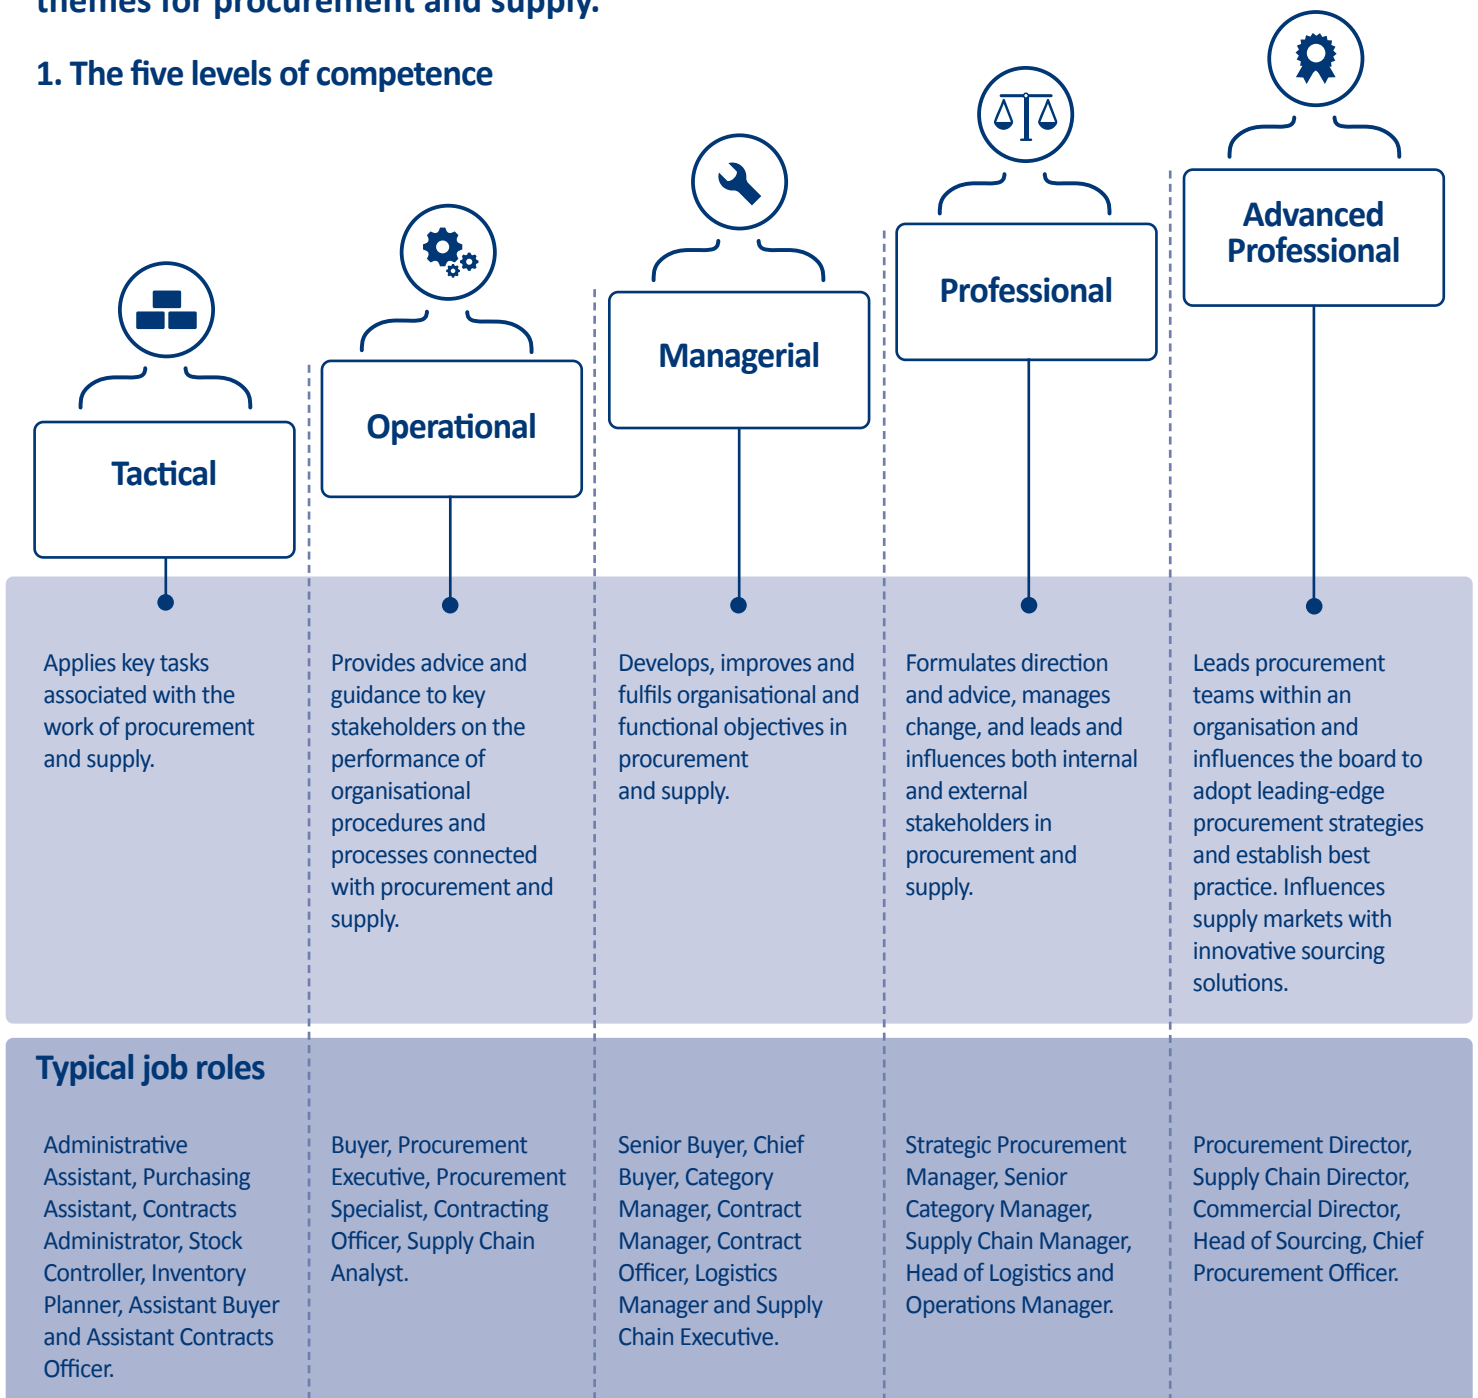 themes for procurement and supply.
1. The five levels of competence
Tactical
Operational
Managerial
Professional
Advanced
Professional
Applies key tasks
associated with the
work of procurement
and supply.
Provides advice and
guidance to key
stakeholders on the
performance of
organisational
procedures and
processes connected
with procurement and
supply.
Develops, improves and
fulfils organisational and
functional objectives in
procurement
and supply.
Formulates direction
and advice, manages
change, and leads and
influences both internal
and external
stakeholders in
procurement and
supply.
Leads procurement
teams within an
organisation and
influences the board to
adopt leading-edge
procurement strategies
and establish best
practice. Influences
supply markets with
innovative sourcing
solutions.
Typical job roles
Administrative
Assistant, Purchasing
Assistant, Contracts
Administrator, Stock
Controller, Inventory
Planner, Assistant Buyer
and Assistant Contracts
Officer.
Buyer, Procurement
Executive, Procurement
Specialist, Contracting
Officer, Supply Chain
Analyst.
Senior Buyer, Chief
Buyer, Category
Manager, Contract
Manager, Contract
Officer, Logistics
Manager and Supply
Chain Executive.
Strategic Procurement
Manager, Senior
Category Manager,
Supply Chain Manager,
Head of Logistics and
Operations Manager.
Procurement Director,
Supply Chain Director,
Commercial Director,
Head of Sourcing, Chief
Procurement Officer.